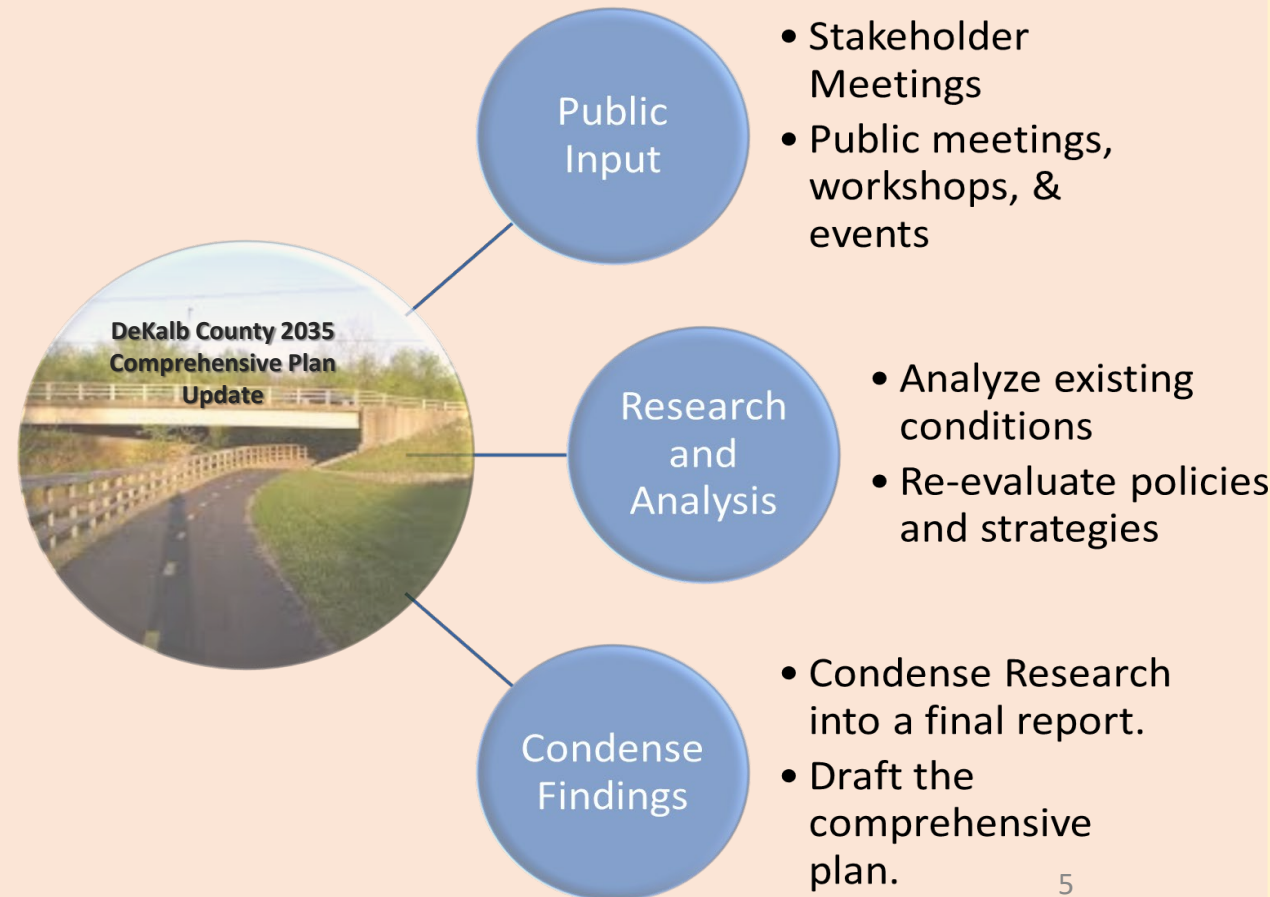 DeKalb County 2035
Comprehensive Plan
Update
Public
Input
• Stakeholder
Meetings
• Public meetings,
workshops, &
events
Research
and
Analysis
• Analyze existing
conditions
• Re-evaluate policies
and strategies
Condense
Findings
• Condense Research
into a final report.
• Draft the
comprehensive
plan.
5